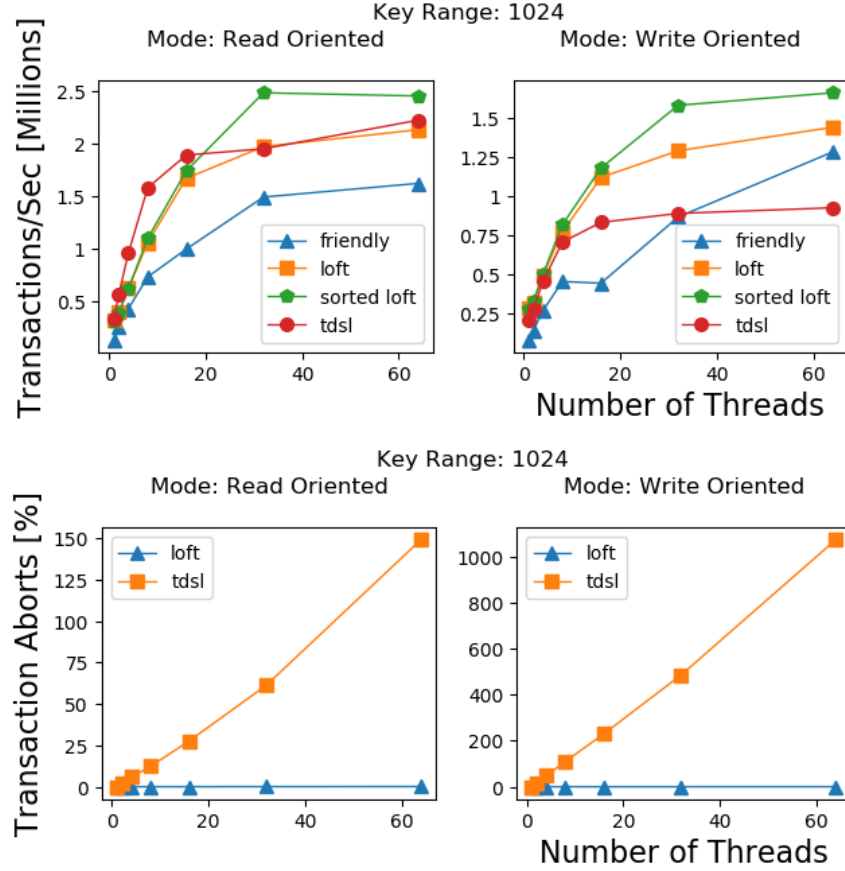 Key Range: 1024
Mode: Read Oriented
Mode: Write Oriented
Transactions/Sec [Millions]
2.5
2
1.5
1
0.5
0
20
40
60
friendly
loft
sorted loft
tdsl
1.5
1.25
1
0.75
0.5
0.25
0
20
40
60
friendly
loft
sorted loft
tdsl
Number of Threads
Key Range: 1024
Mode: Read Oriented
Mode: Write Oriented
Transaction Aborts [%]
150
125
100
75
50
25
0
0
20
40
60
loft
tdsl
1000
800
600
400
200
0
0
20
40
60
loft
tdsl
Number of Threads